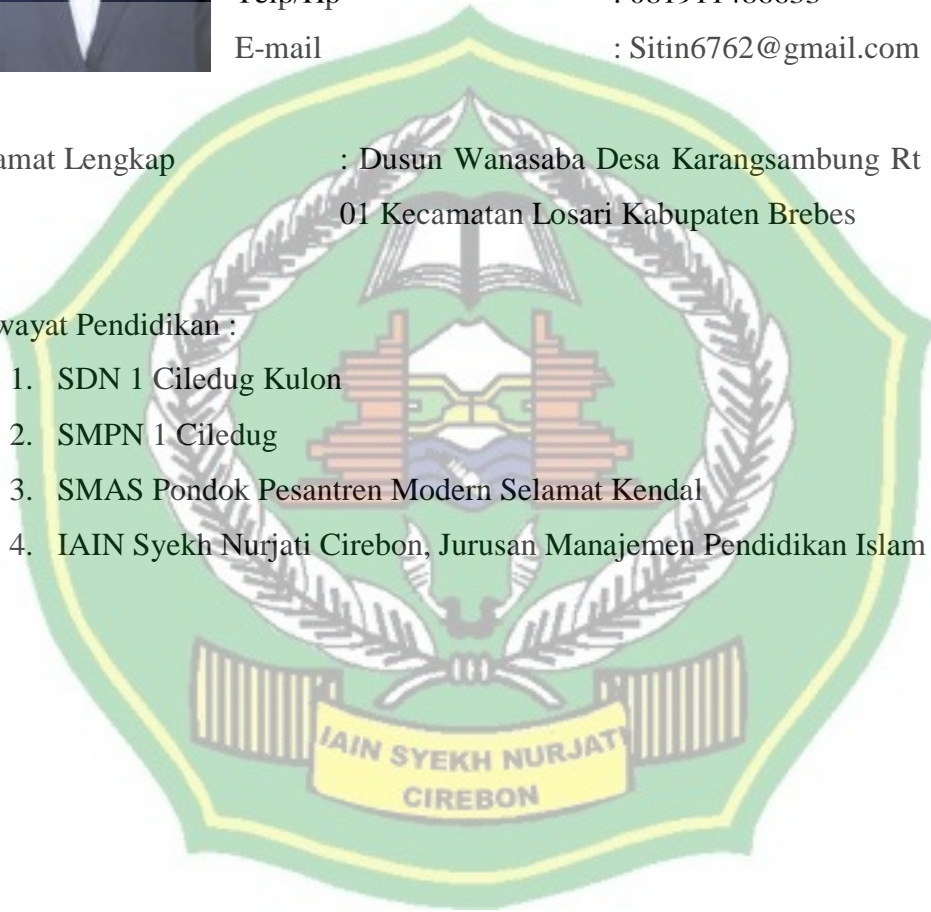 E-mail : Sitin6762@gmail.com
amat Lengkap : Dusun Wanasaba Desa Karangsambung Rt
01 Kecamatan Losari Kabupaten Brebes
wayat Pendidikan :
1. SDN 1 Ciledug Kulon
2. SMPN 1 Ciledug
3. SMAS Pondok Pesantren Modern Selamat Kendal
4. IAIN Syekh Nurjati Cirebon, Jurusan Manajemen Pendidikan Islam
IAIN SYEKH NURJATI
CIREBON